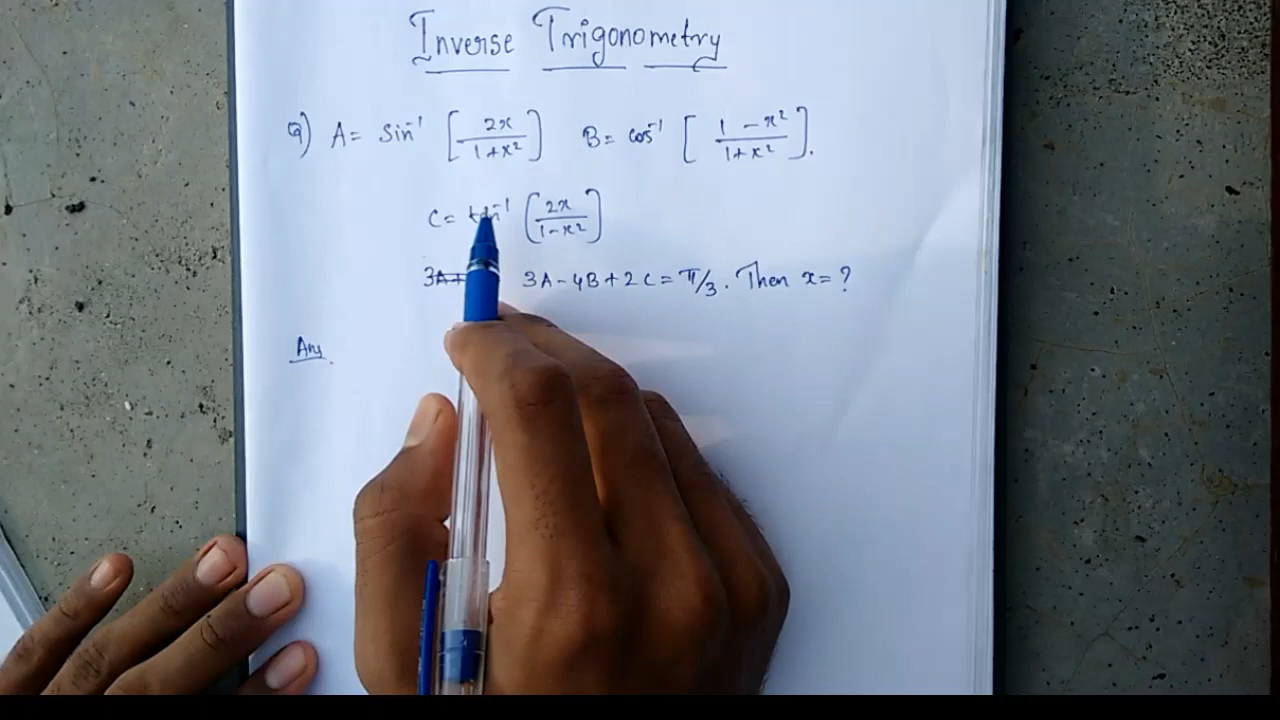 Inverse Trigonometry
Q) A = sin⁻¹ [2x/(1+x²)] B = cos⁻¹ [(1-x²)/(1+x²)].
C = tan⁻¹ [2x/(1-x²)]
3A+ 3A-4B+2C = π/3. Then x=?
Ans.